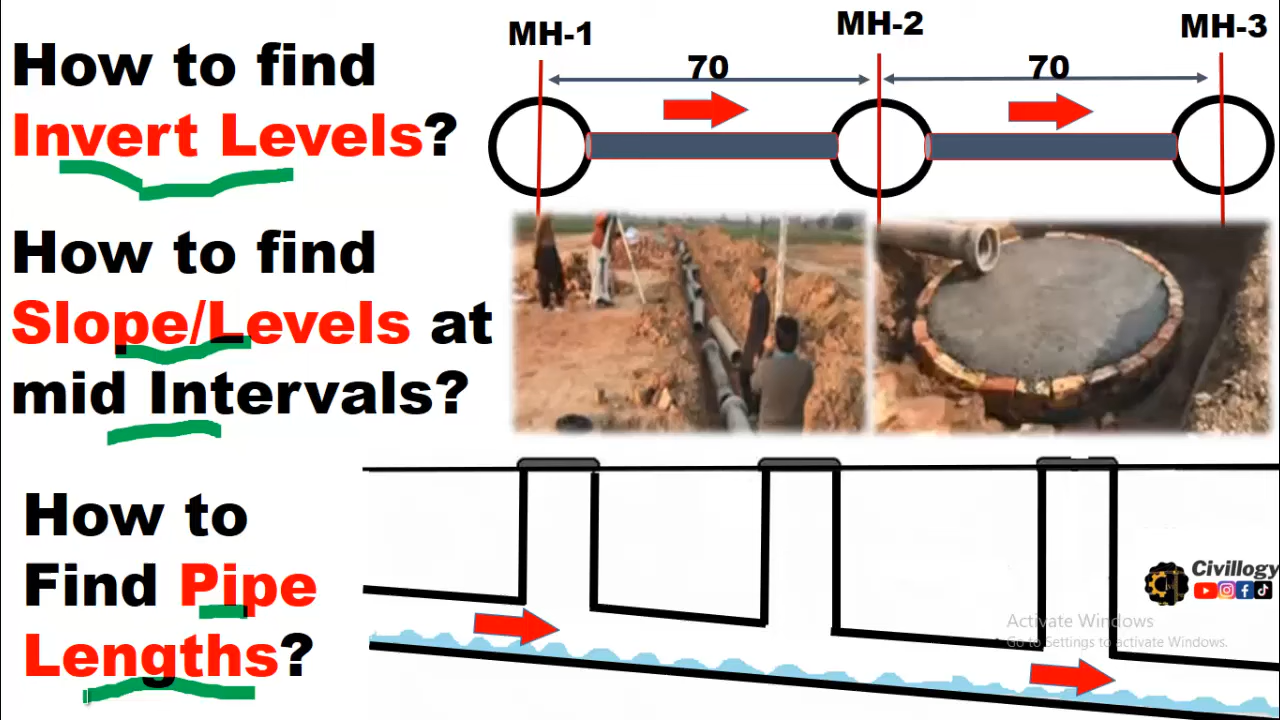 How to find
Invert Levels?
How to find
Slope/Levels at
mid Intervals?
How to
Find Pipe
Lengths?
MH-1
MH-2
MH-3
70
70
Civillogy
Activate Windows
Go to Settings to activate Windows.